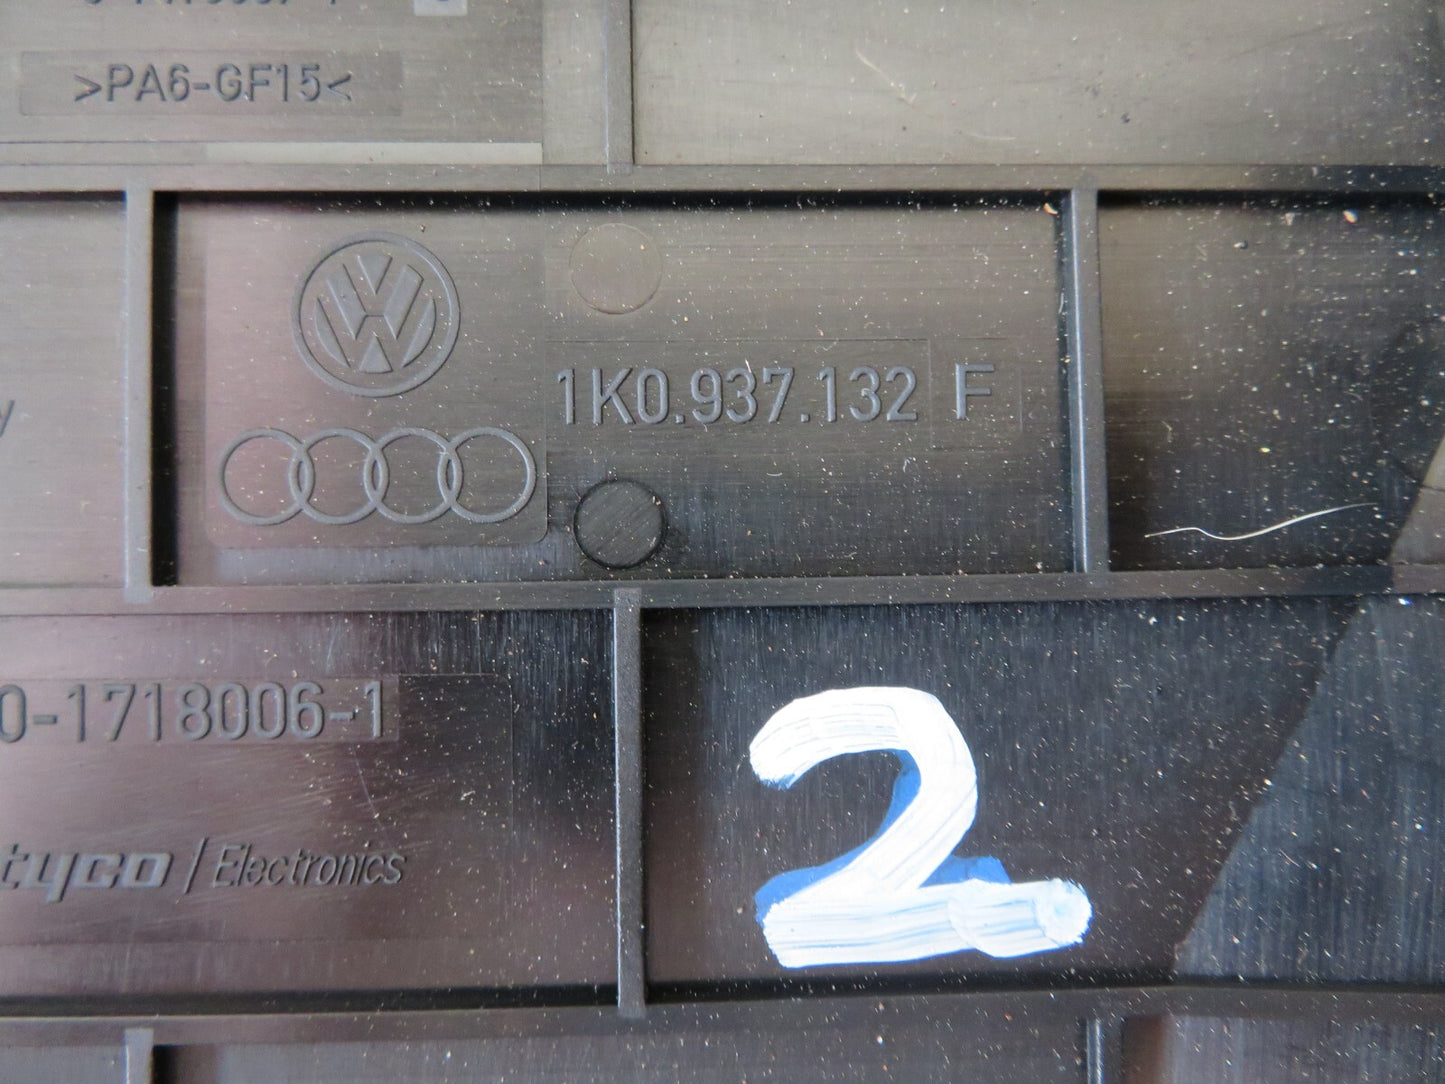 >PA6-GF15<
1K0.937.132 F
0-1718006-1
tyco / Electronics
2